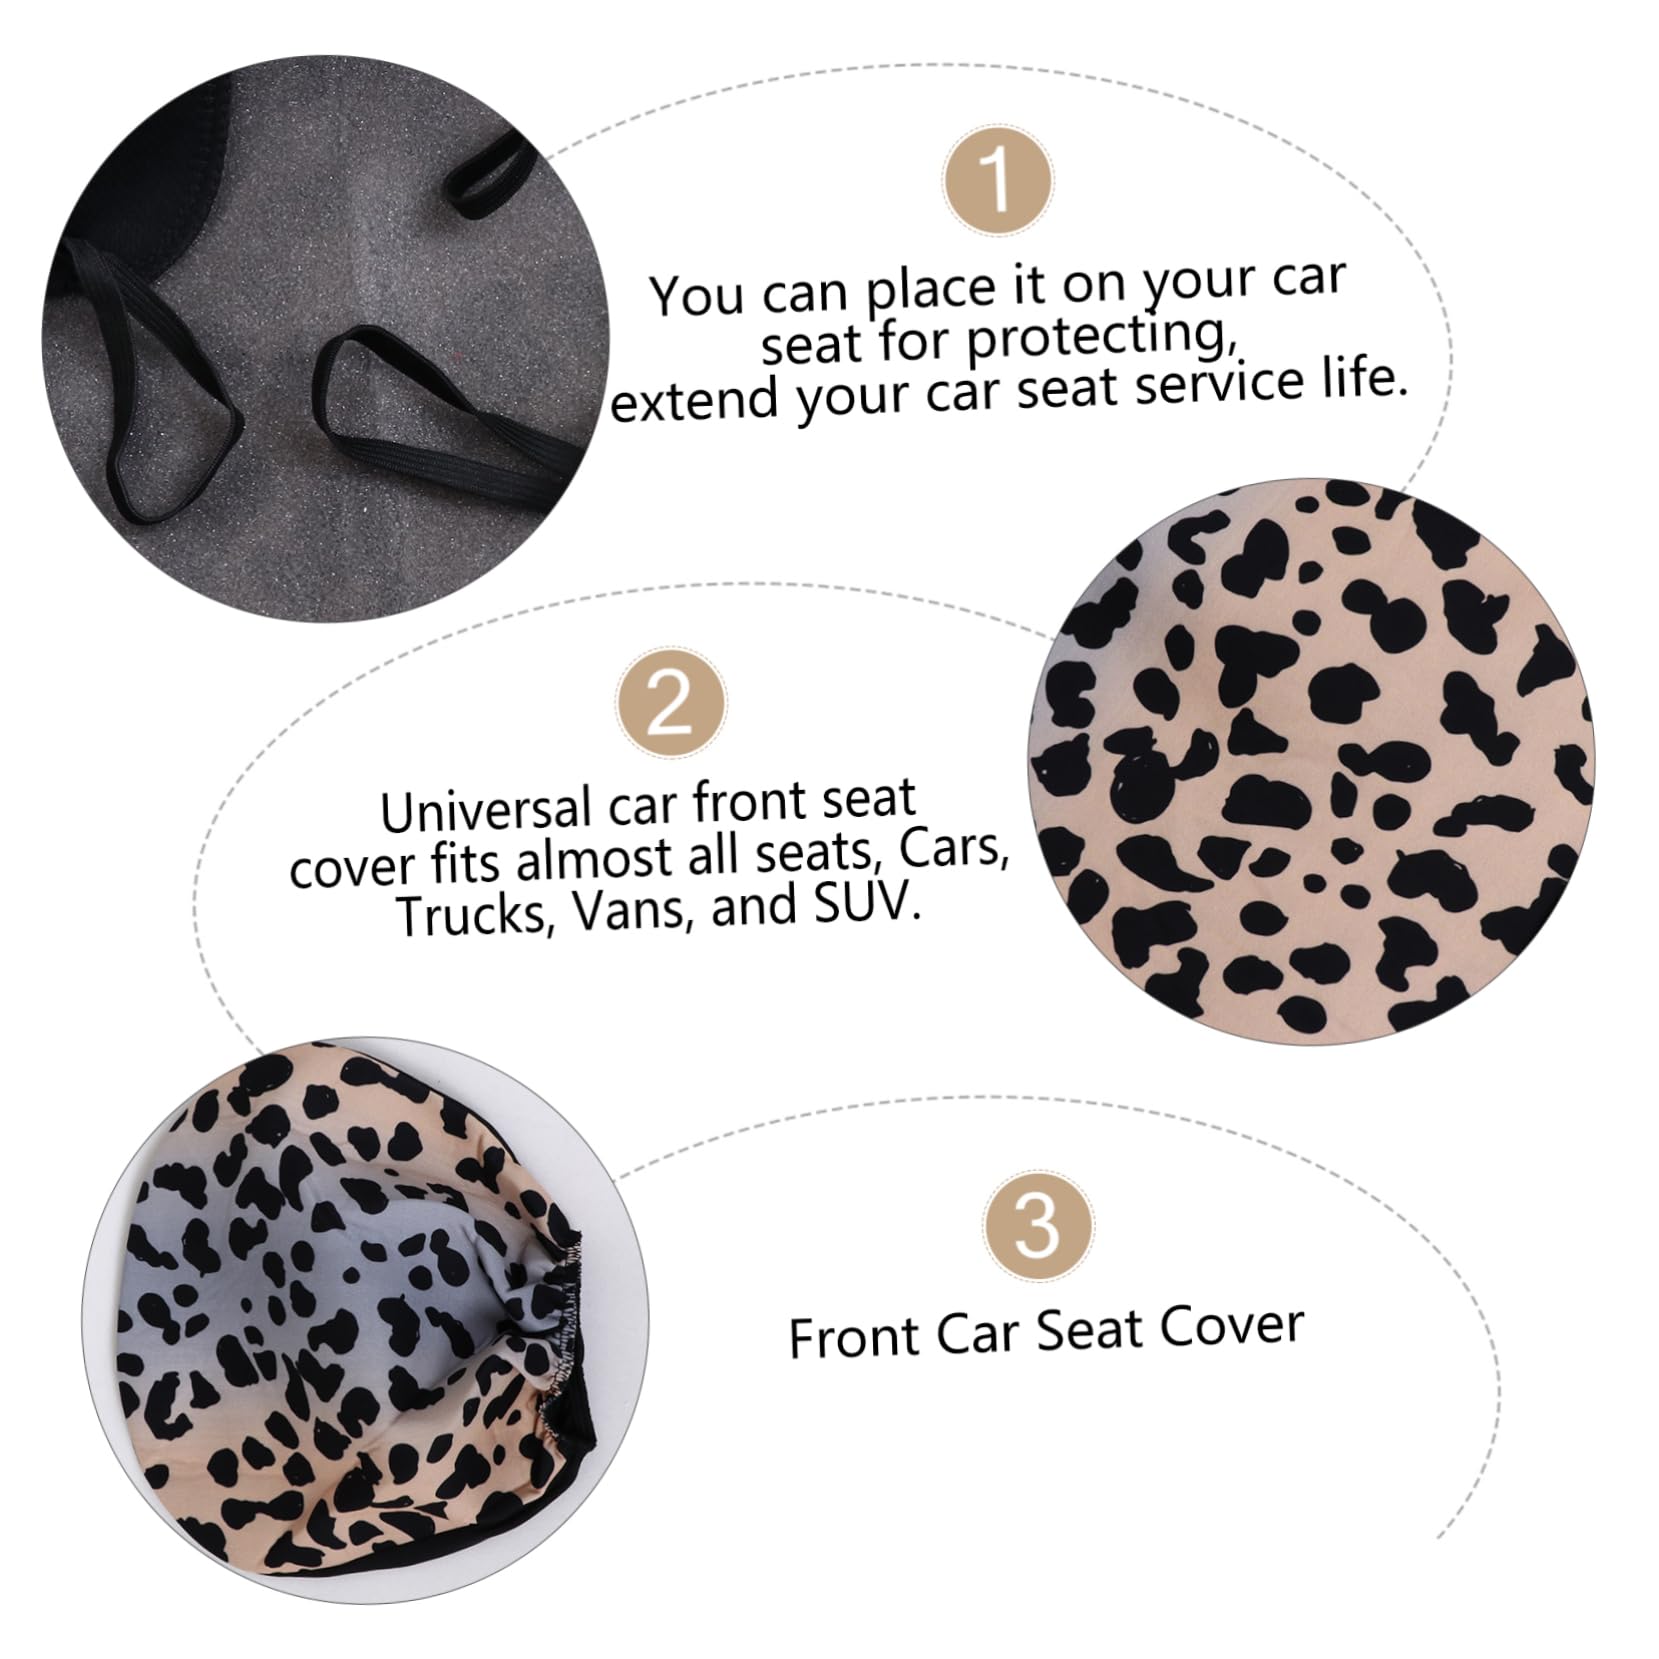 1
You can place it on your car
seat for protecting,
extend your car seat service life.
2
Universal car front seat
cover fits almost all seats, Cars,
Trucks, Vans, and SUV.
3
Front Car Seat Cover